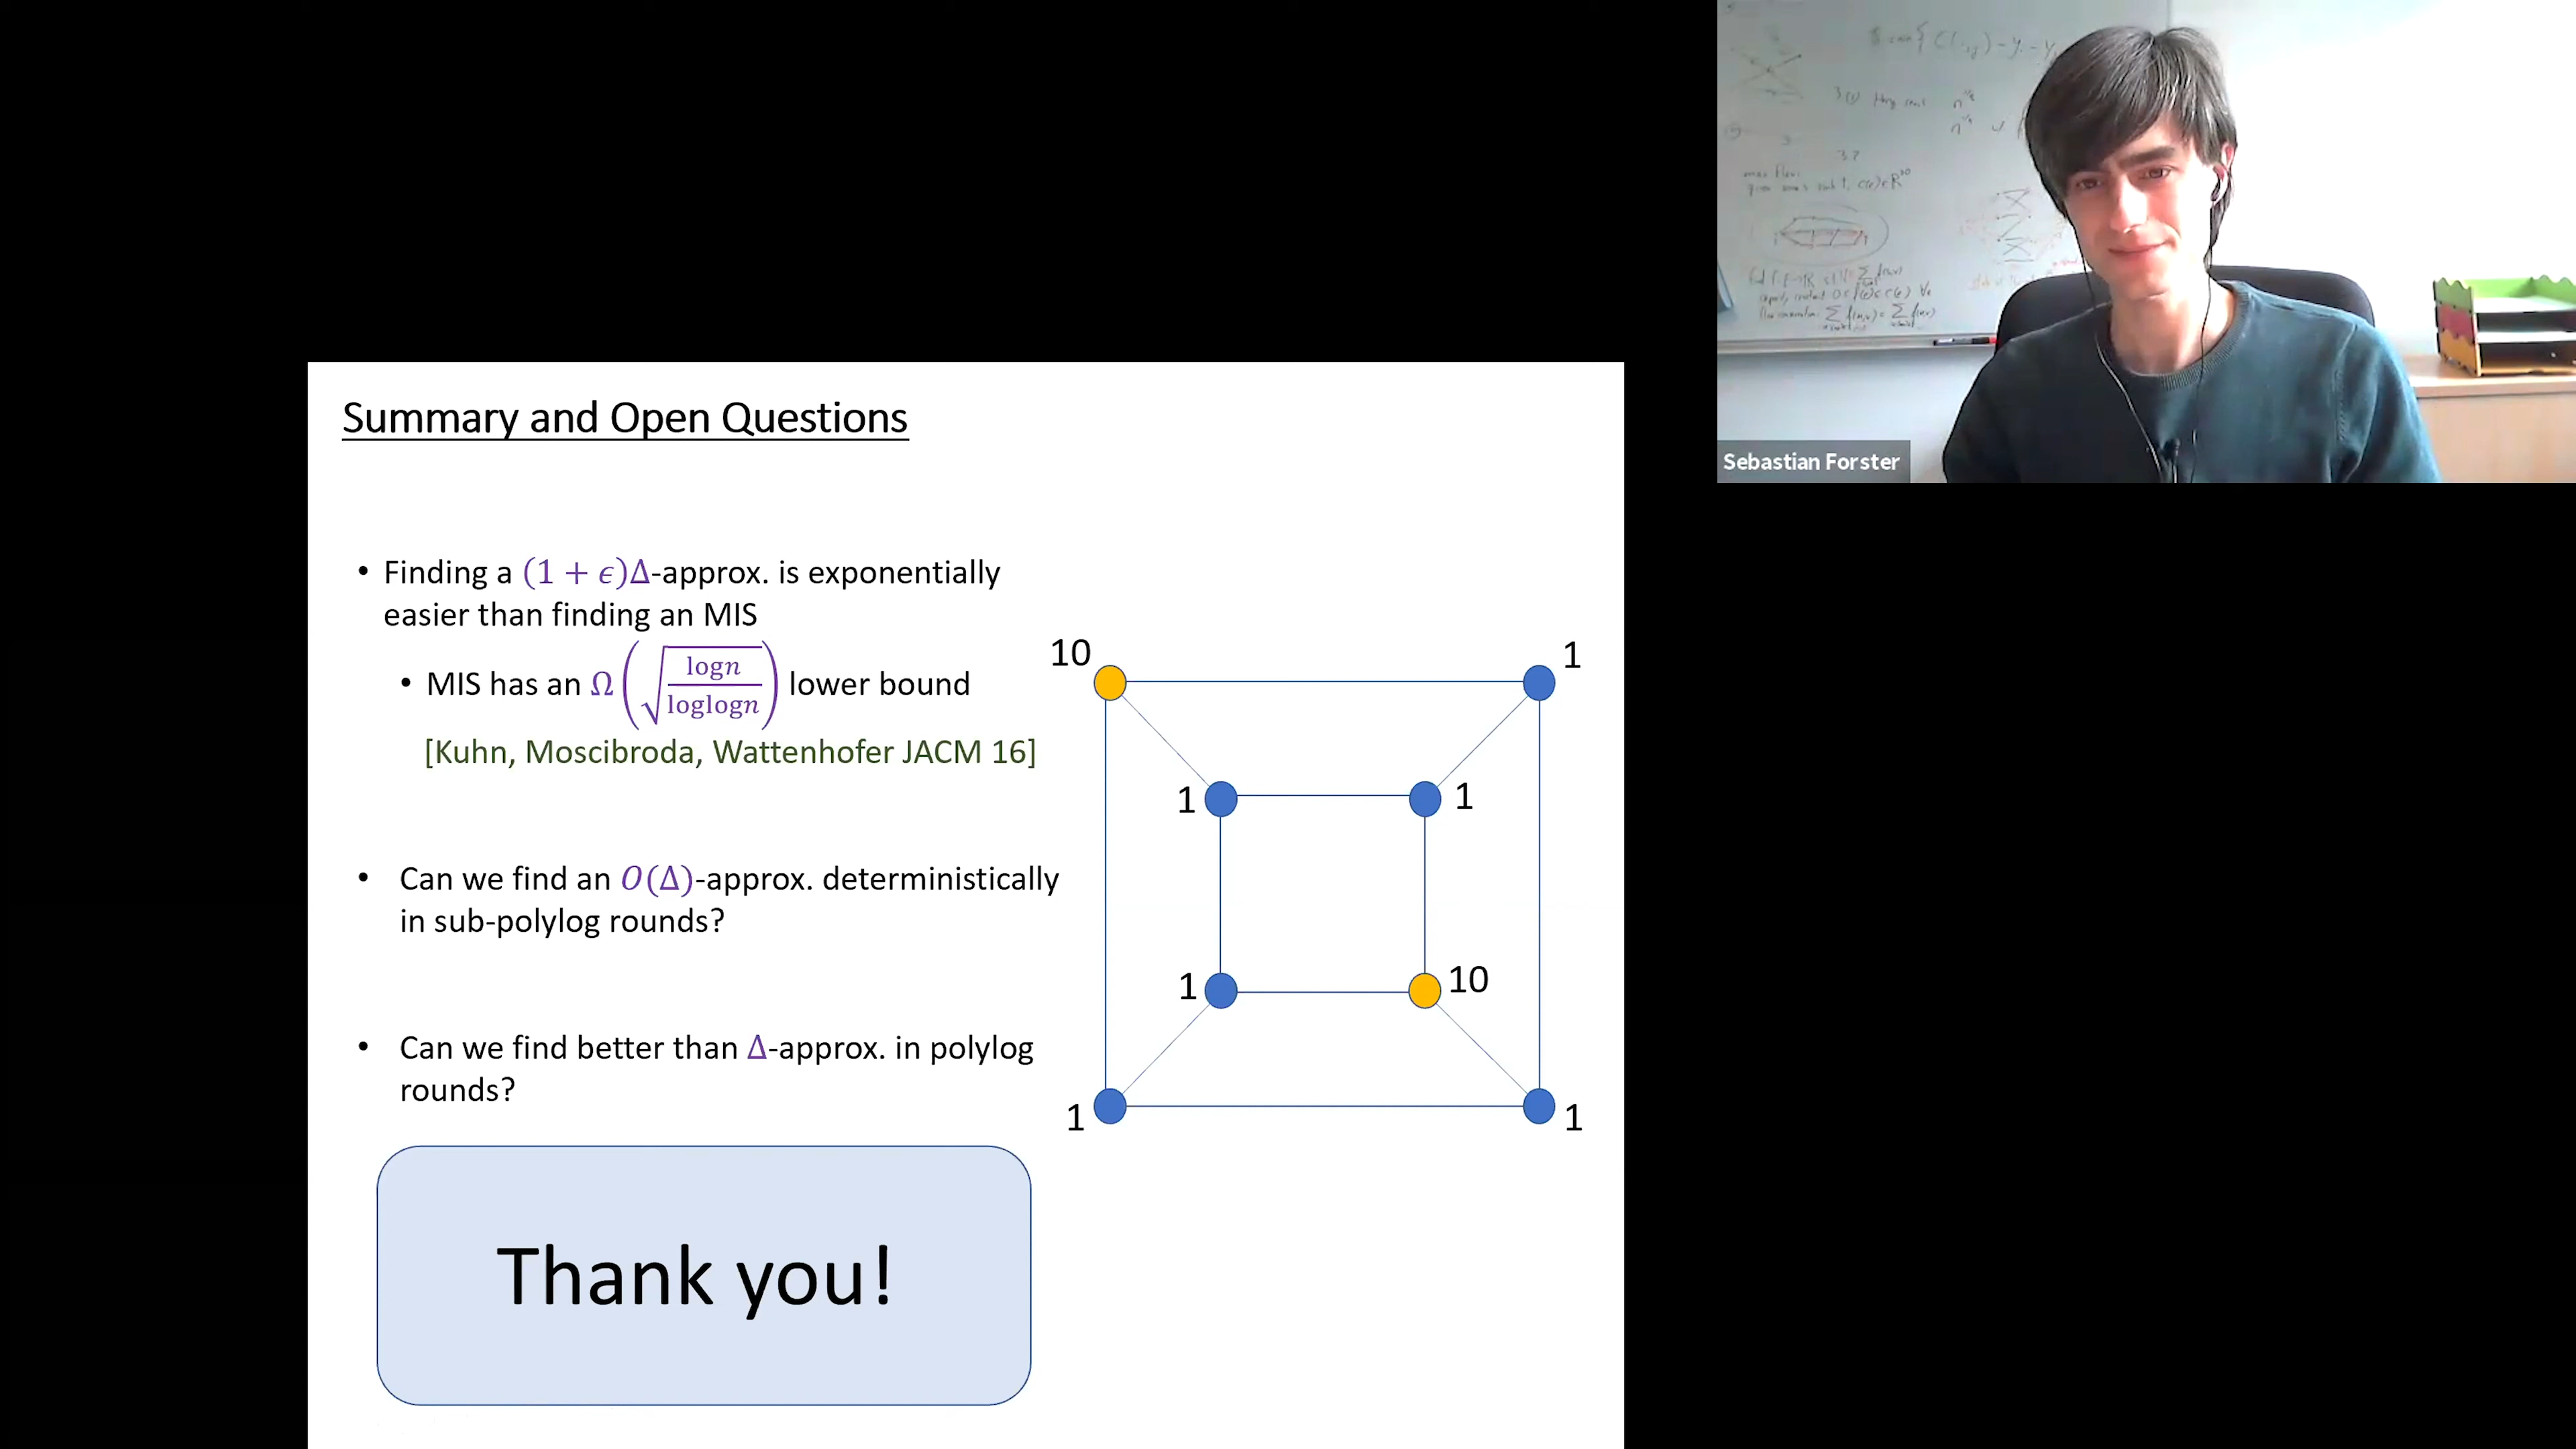 Summary and Open Questions
• Finding a (1 + ϵ)Δ-approx. is exponentially
easier than finding an MIS
• MIS has an Ω(√(logn/loglogn)) lower bound
[Kuhn, Moscibroda, Wattenhofer JACM 16]
• Can we find an O(Δ)-approx. deterministically
in sub-polylog rounds?
• Can we find better than Δ-approx. in polylog
rounds?
Thank you!
10
1
1
1
1
10
1
1
Sebastian Forster